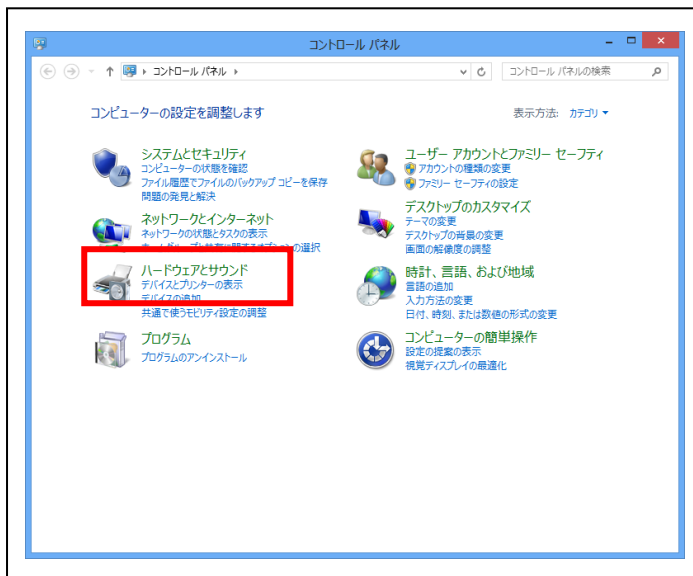 コントロール パネル
コントロール パネル
コントロール パネルの検索
コンピューターの設定を調整します
表示方法: カテゴリ
システムとセキュリティ
コンピューターの状態を確認
ファイル履歴でファイルのバックアップ コピーを保存
問題の発見と解決
ネットワークとインターネット
ネットワークの状態とタスクの表示
の選択
ハードウェアとサウンド
デバイスとプリンターの表示
デバイスの追加
共通で使うモビリティ設定の調整
プログラム
プログラムのアンインストール
ユーザー アカウントとファミリー セーフティ
アカウントの種類の変更
ファミリー セーフティの設定
デスクトップのカスタマイズ
テーマの変更
デスクトップの背景の変更
画面の解像度の調整
時計、言語、および地域
言語の追加
入力方法の変更
日付、時刻、または数値の形式の変更
コンピューターの簡単操作
設定の提案の表示
視覚ディスプレイの最適化